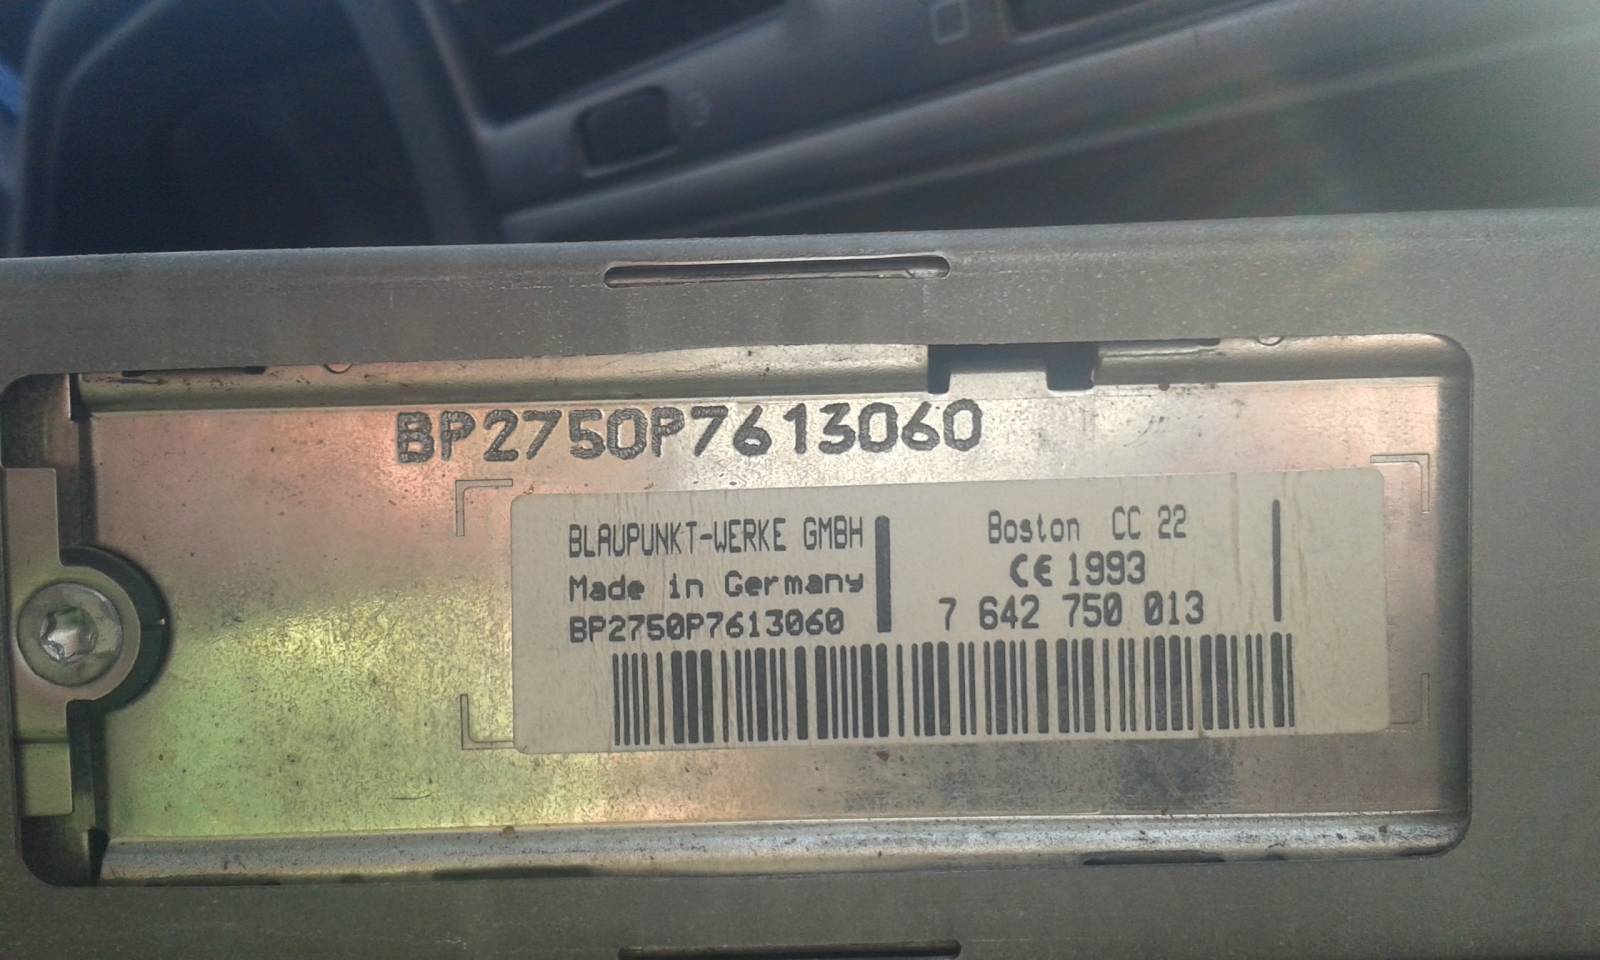 BP2750P7613060
BLAUPUNKT-WERKE GMBH
Made in Germany
BP2750P7613060
Boston CC 22
CE 1993
7 642 750 013